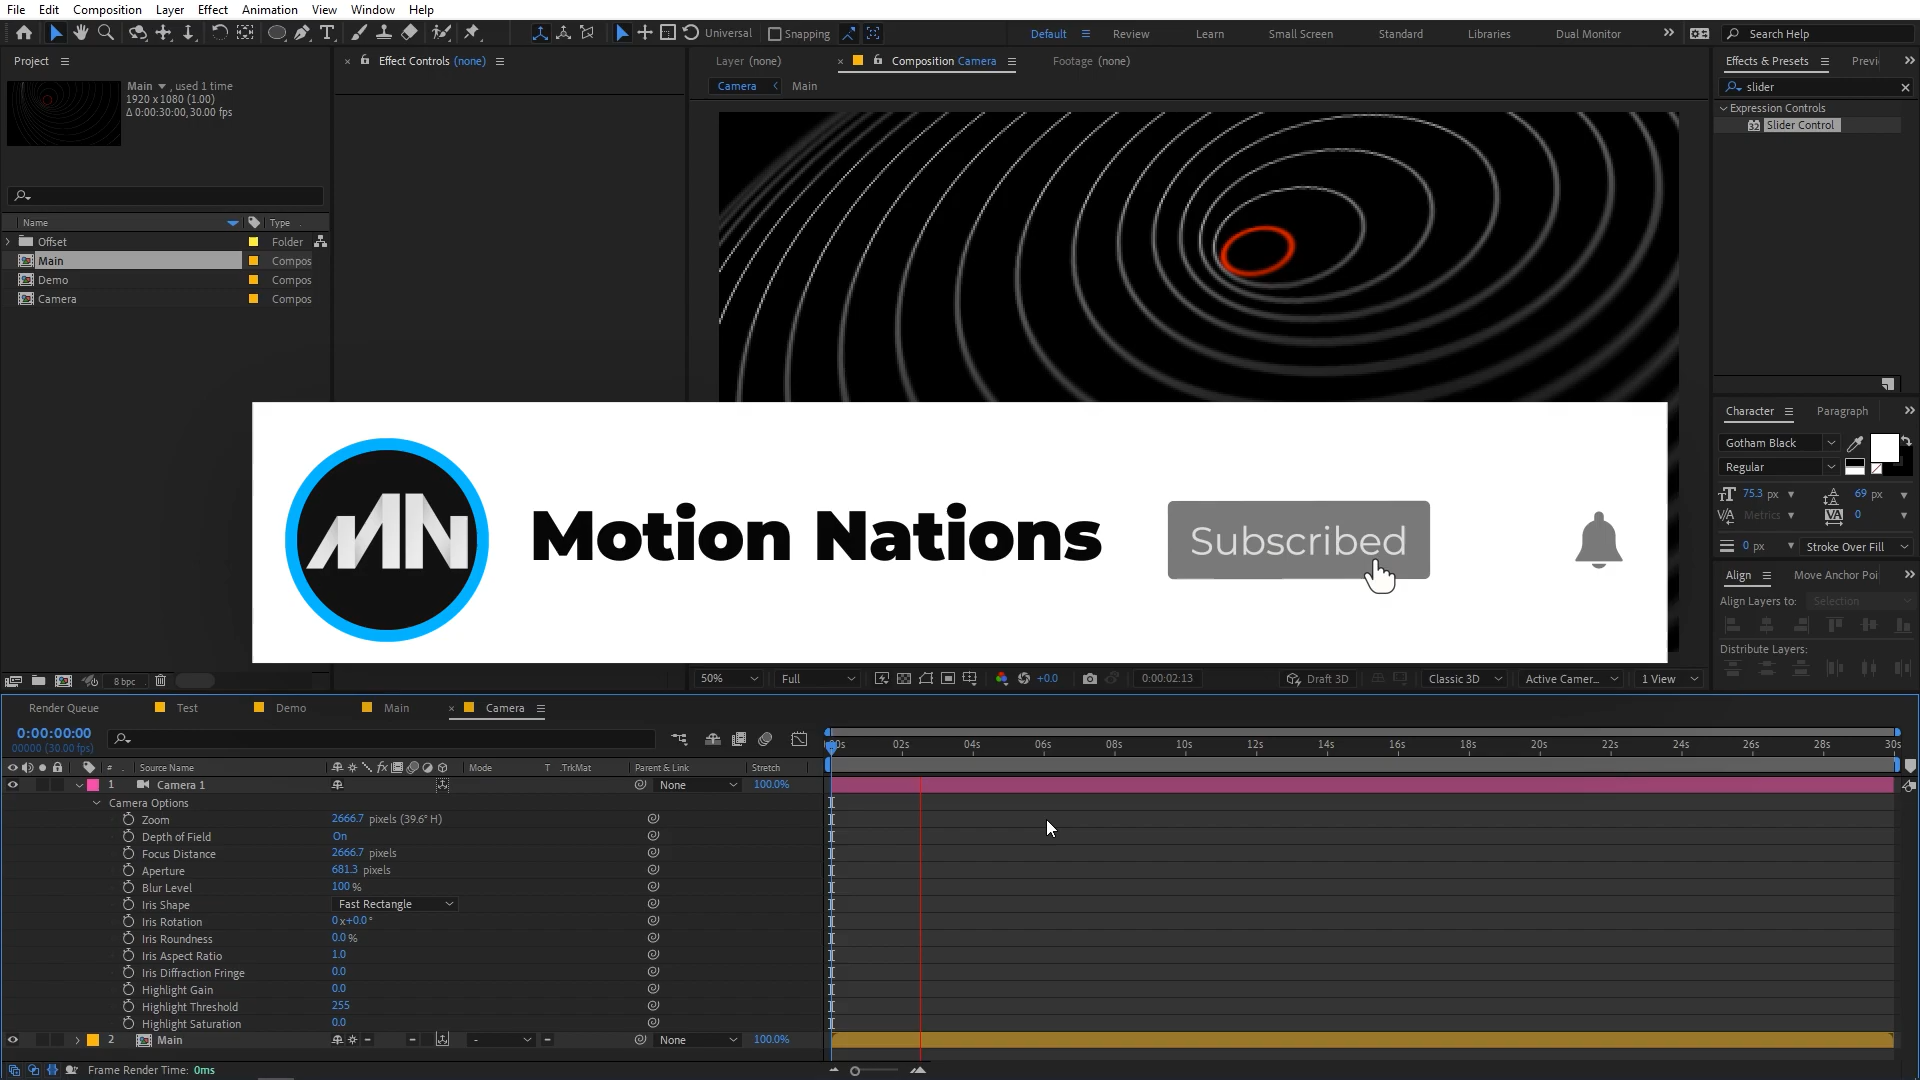 File Edit Composition Layer Effect Animation View Window Help
Universal Snapping Default Review Learn Small Screen Standard Libraries Dual Monitor Search Help
Project Effect Controls (none) Layer (none) Composition Camera Footage (none) Effects & Presets Previ
Main , used 1 time Camera Main slider
1920 x 1080 (1.00) Expression Controls
Δ 0:00:30:00, 30.00 fps 32 Slider Control
Name Type
Offset Folder
Main Compos
Demo Compos
Camera Compos
Character Paragraph
Gotham Black
Regular
75.3 px 69 px
Metrics 0
0 px Stroke Over Fill
MN Motion Nations Subscribed
Align Move Anchor Poi
Align Layers to: Selection
Distribute Layers:
8 bpc 50% Full +0.0 0:00:02:13 Draft 3D Classic 3D Active Camer... 1 View
Render Queue Test Demo Main Camera
0:00:00:00
00000 (30.00 fps)
02s 04s 06s 08s 10s 12s 14s 16s 18s 20s 22s 24s 26s 28s 30s
# Source Name fx Mode T .TrkMat Parent & Link Stretch
1 Camera 1 None 100.0%
Camera Options
Zoom 2666.7 pixels (39.6° H)
Depth of Field On
Focus Distance 2666.7 pixels
Aperture 681.3 pixels
Blur Level 100 %
Iris Shape Fast Rectangle
Iris Rotation 0 x+0.0 °
Iris Roundness 0.0 %
Iris Aspect Ratio 1.0
Iris Diffraction Fringe 0.0
Highlight Gain 0.0
Highlight Threshold 255
Highlight Saturation 0.0
2 Main - None 100.0%
Frame Render Time: 0ms